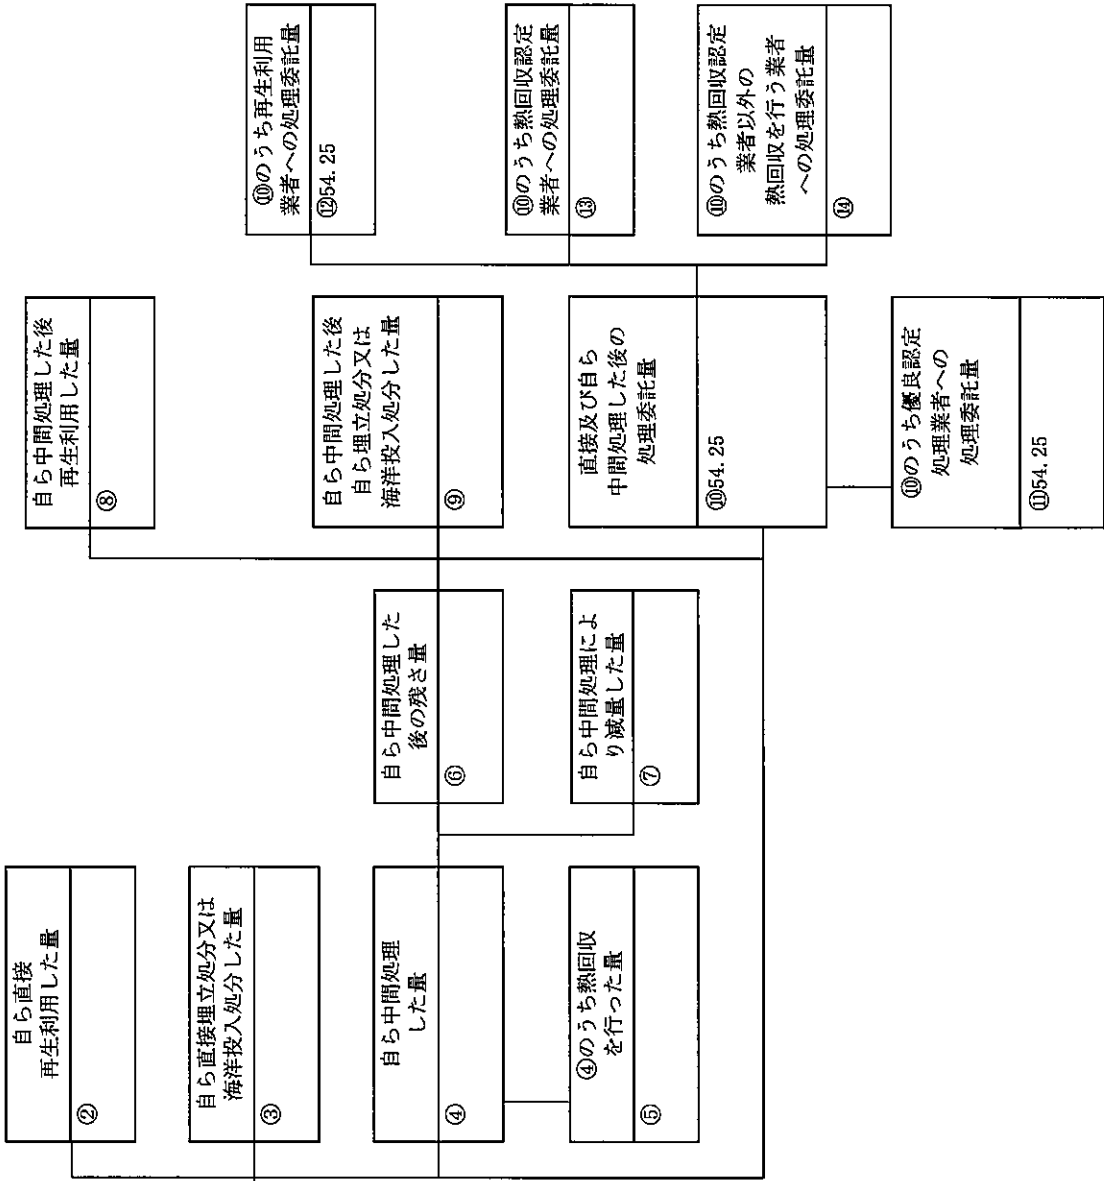 自ら直接
再生利用した量
②
自ら直接埋立処分又は
海洋投入処分した量
③
自ら中間処理
した量
④
④のうち熱回収
を行った量
⑤
自ら中間処理した
後の残さ量
⑥
自ら中間処理によ
り減量した量
⑦
自ら中間処理した後
再生利用した量
⑧
自ら中間処理した後
自ら埋立処分又は
海洋投入処分した量
⑨
直接及び自ら
中間処理した後の
処理委託量
⑩54.25
⑩のうち優良認定
処理業者への
処理委託量
⑪54.25
⑩のうち再生利用
業者への処理委託量
⑫54.25
⑩のうち熱回収認定
業者への処理委託量
⑬
⑩のうち熱回収認定
業者以外の
熱回収を行う業者
への処理委託量
⑭